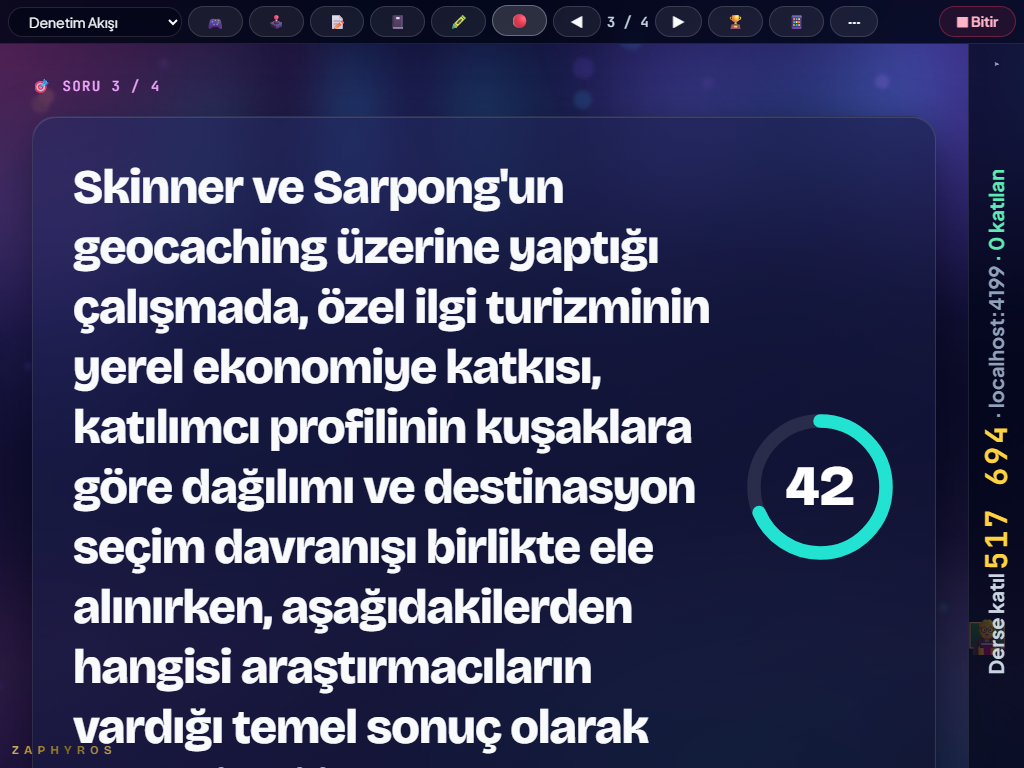 Denetim Akışı
3 / 4
Bitir
SORU 3 / 4
Skinner ve Sarpong'un
geocaching üzerine yaptığı
çalışmada, özel ilgi turizminin
yerel ekonomiye katkısı,
katılımcı profilinin kuşaklara
göre dağılımı ve destinasyon
seçim davranışı birlikte ele
alınırken, aşağıdakilerden
hangisi araştırmacıların
vardığı temel sonuç olarak
42
Derse katıl 517 694 · localhost:4199 · 0 katılan
ZAPHYROS